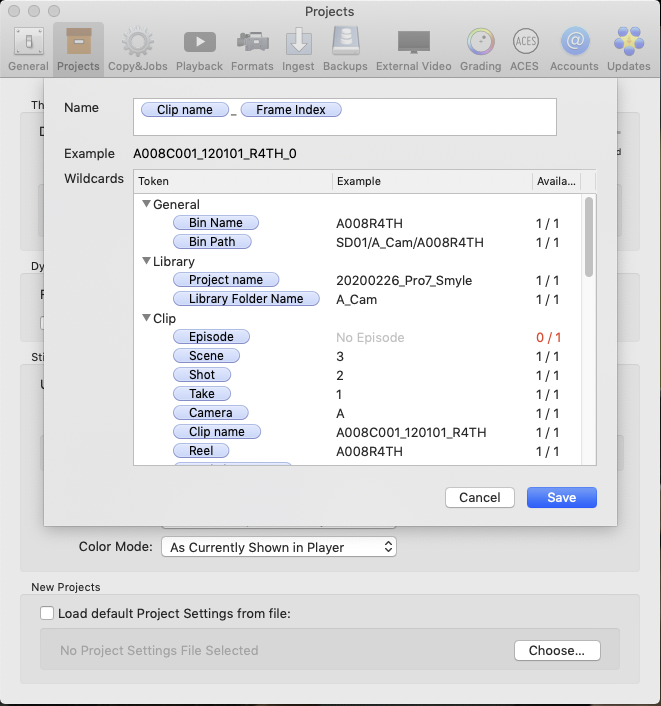 Projects
General Projects Copy&Jobs Playback Formats Ingest Backups External Video Grading ACES Accounts Updates
ACES
Th
Name Clip name _ Frame Index
Example A008C001_120101_R4TH_0
Wildcards Token Example Availa...
General
Bin Name A008R4TH 1 / 1
Bin Path SD01/A_Cam/A008R4TH 1 / 1
Library
Dy
Project name 20200226_Pro7_Smyle 1 / 1
Library Folder Name A_Cam 1 / 1
Clip
Episode No Episode 0 / 1
Sti
Scene 3 1 / 1
Shot 2 1 / 1
Take 1 1 / 1
Camera A 1 / 1
Clip name A008C001_120101_R4TH 1 / 1
Reel A008R4TH 1 / 1
Cancel Save
Color Mode: As Currently Shown in Player
New Projects
Load default Project Settings from file:
No Project Settings File Selected Choose...